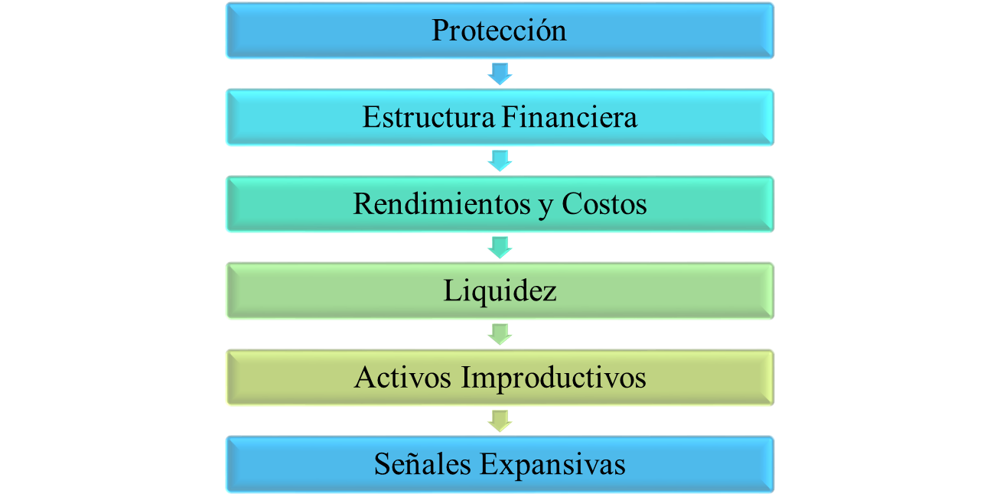 Protección
Estructura Financiera
Rendimientos y Costos
Liquidez
Activos Improductivos
Señales Expansivas